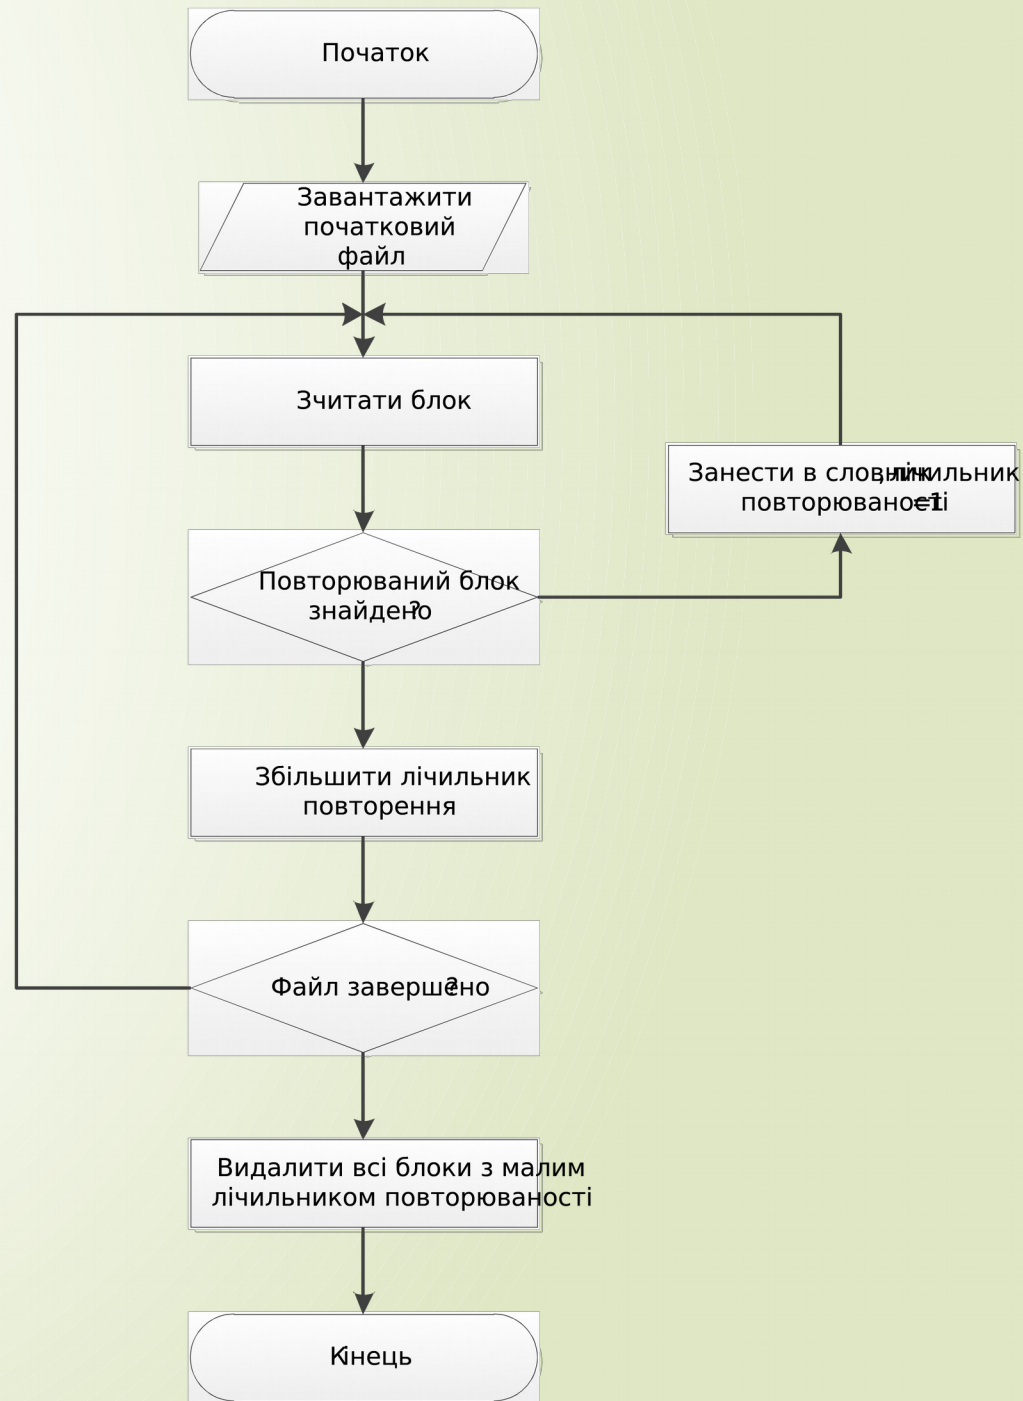 Початок
Завантажити
початковий
файл
Зчитати блок
Занести в словник, лічильник
повторюваності =1
Повторюваний блок
знайдено?
Збільшити лічильник
повторення
Файл завершено?
Видалити всі блоки з малим
лічильником повторюваності
Кінець